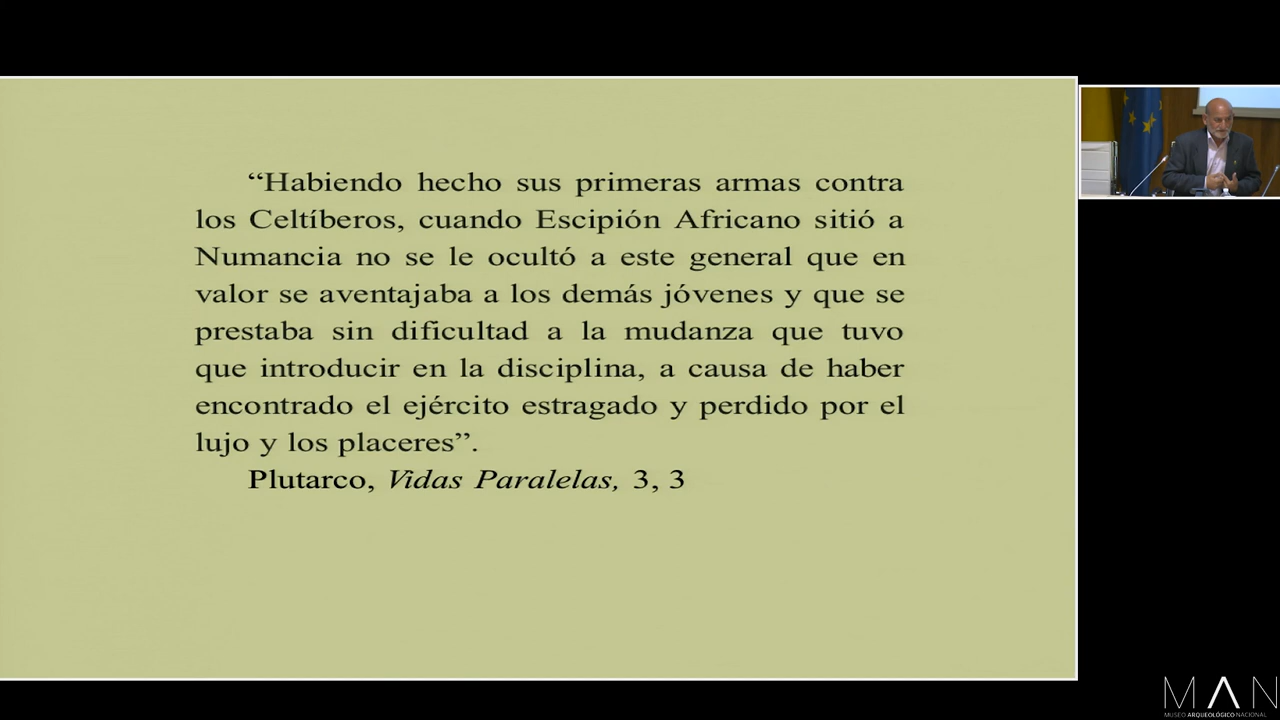 “Habiendo hecho sus primeras armas contra
los Celtíberos, cuando Escipión Africano sitió a
Numancia no se le ocultó a este general que en
valor se aventajaba a los demás jóvenes y que se
prestaba sin dificultad a la mudanza que tuvo
que introducir en la disciplina, a causa de haber
encontrado el ejército estragado y perdido por el
lujo y los placeres”.
Plutarco, Vidas Paralelas, 3, 3
MAN
MUSEO ARQUEOLÓGICO NACIONAL